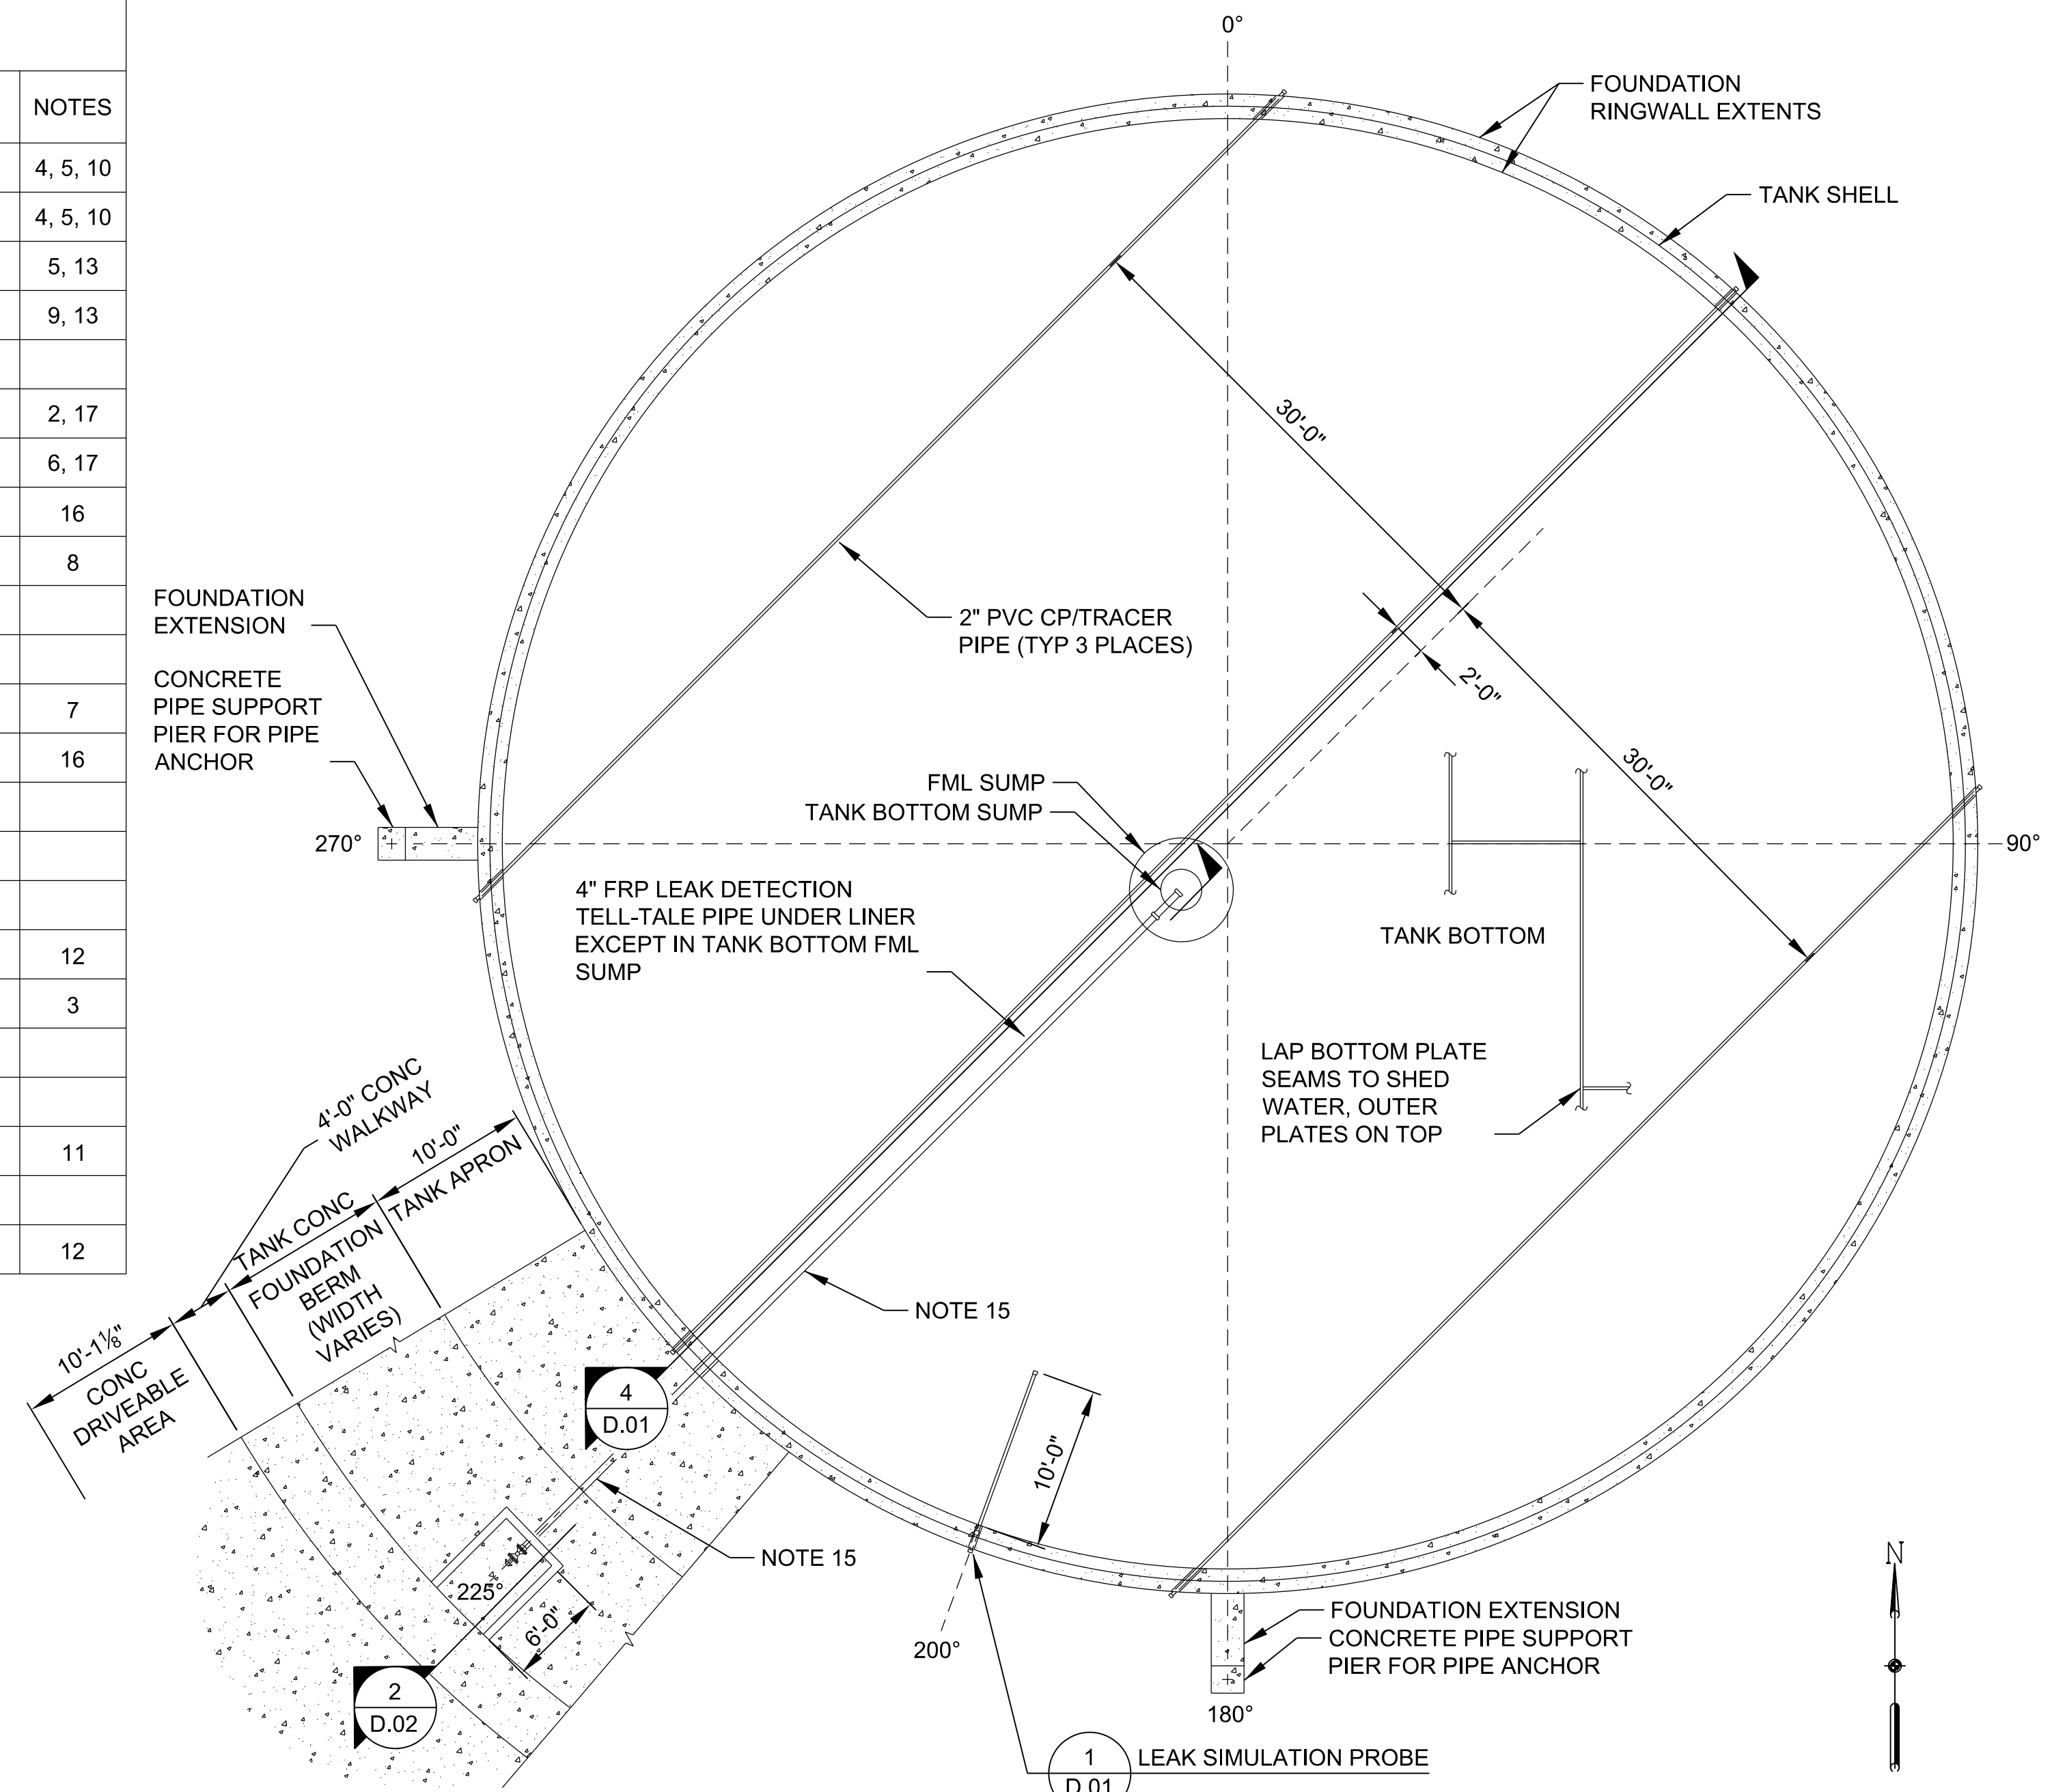 NOTES
4, 5, 10
4, 5, 10
5, 13
9, 13
2, 17
6, 17
16
8
7
16
12
3
11
12
0°
FOUNDATION
RINGWALL EXTENTS
TANK SHELL
30'-0"
2" PVC CP/TRACER
PIPE (TYP 3 PLACES)
2'-0"
FOUNDATION
EXTENSION
CONCRETE
PIPE SUPPORT
PIER FOR PIPE
ANCHOR
270°
FML SUMP
TANK BOTTOM SUMP
30'-0"
90°
4" FRP LEAK DETECTION
TELL-TALE PIPE UNDER LINER
EXCEPT IN TANK BOTTOM FML
SUMP
TANK BOTTOM
LAP BOTTOM PLATE
SEAMS TO SHED
WATER, OUTER
PLATES ON TOP
4'-0" CONC
WALKWAY
10'-0"
TANK APRON
TANK CONC
FOUNDATION
BERM
(WIDTH
VARIES)
10'-1⅛"
CONC
DRIVEABLE
AREA
NOTE 15
4
D.01
10'-0"
NOTE 15
225°
6'-0"
2
D.02
200°
FOUNDATION EXTENSION
CONCRETE PIPE SUPPORT
PIER FOR PIPE ANCHOR
180°
N
1
D.01
LEAK SIMULATION PROBE